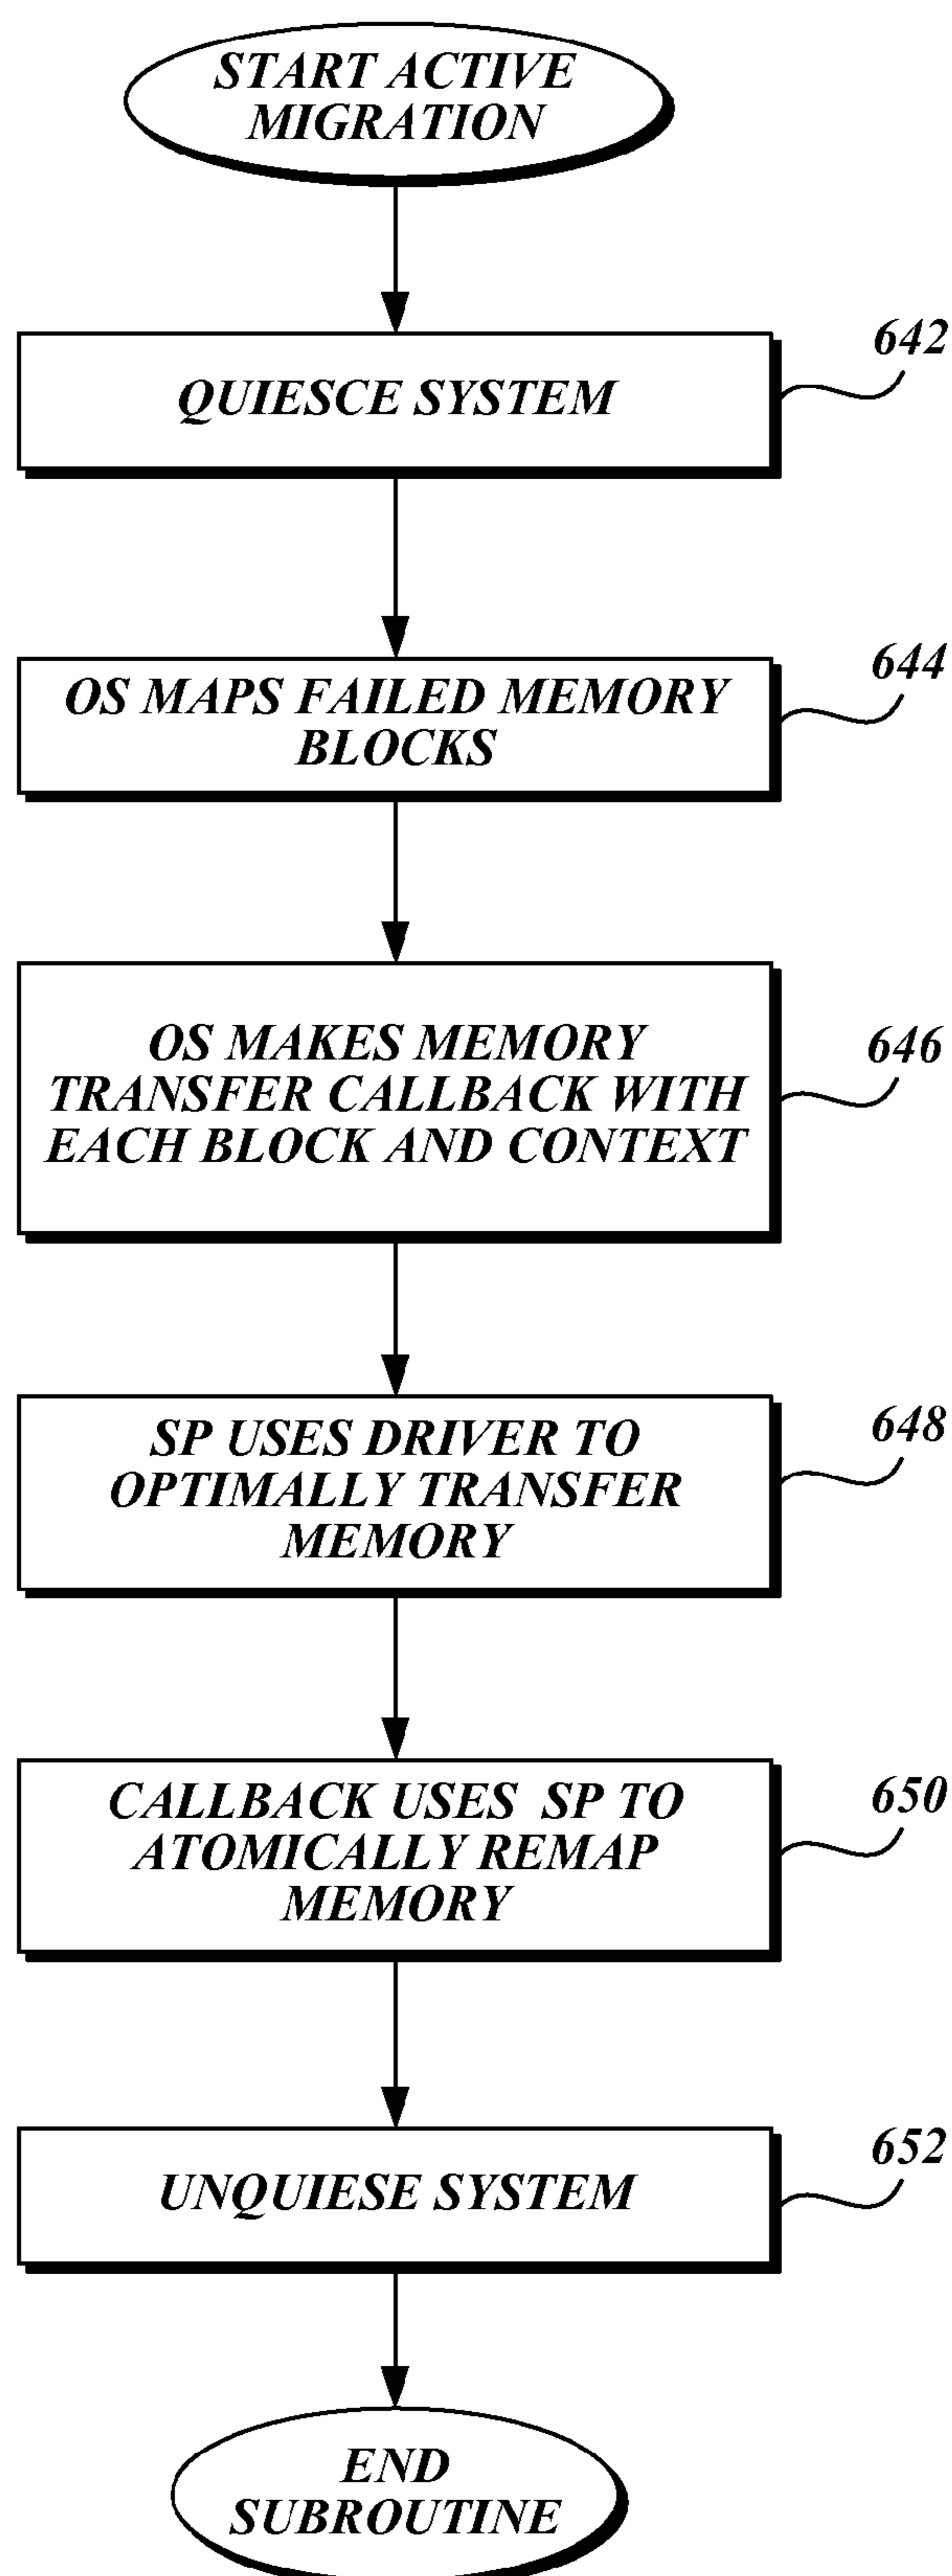 START ACTIVE
MIGRATION
642
QUIESCE SYSTEM
644
OS MAPS FAILED MEMORY
BLOCKS
646
OS MAKES MEMORY
TRANSFER CALLBACK WITH
EACH BLOCK AND CONTEXT
648
SP USES DRIVER TO
OPTIMALLY TRANSFER
MEMORY
650
CALLBACK USES SP TO
ATOMICALLY REMAP
MEMORY
652
UNQUIESE SYSTEM
END
SUBROUTINE